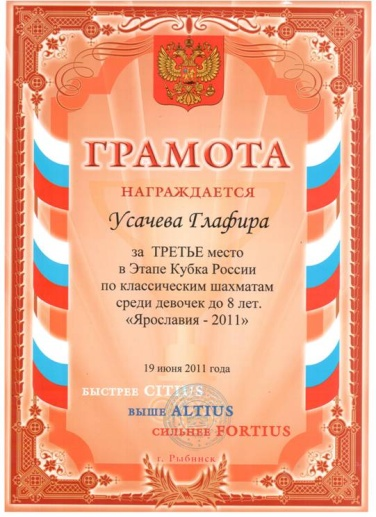 ГРАМОТА
НАГРАЖДАЕТСЯ
Усачева Глафира
за ТРЕТЬЕ место
в Этапе Кубка России
по классическим шахматам
среди девочек до 8 лет.
«Ярославия - 2011»
19 июня 2011 года
БЫСТРЕЕ CITIUS
ВЫШЕ ALTIUS
СИЛЬНЕЕ FORTIUS
г. Рыбинск